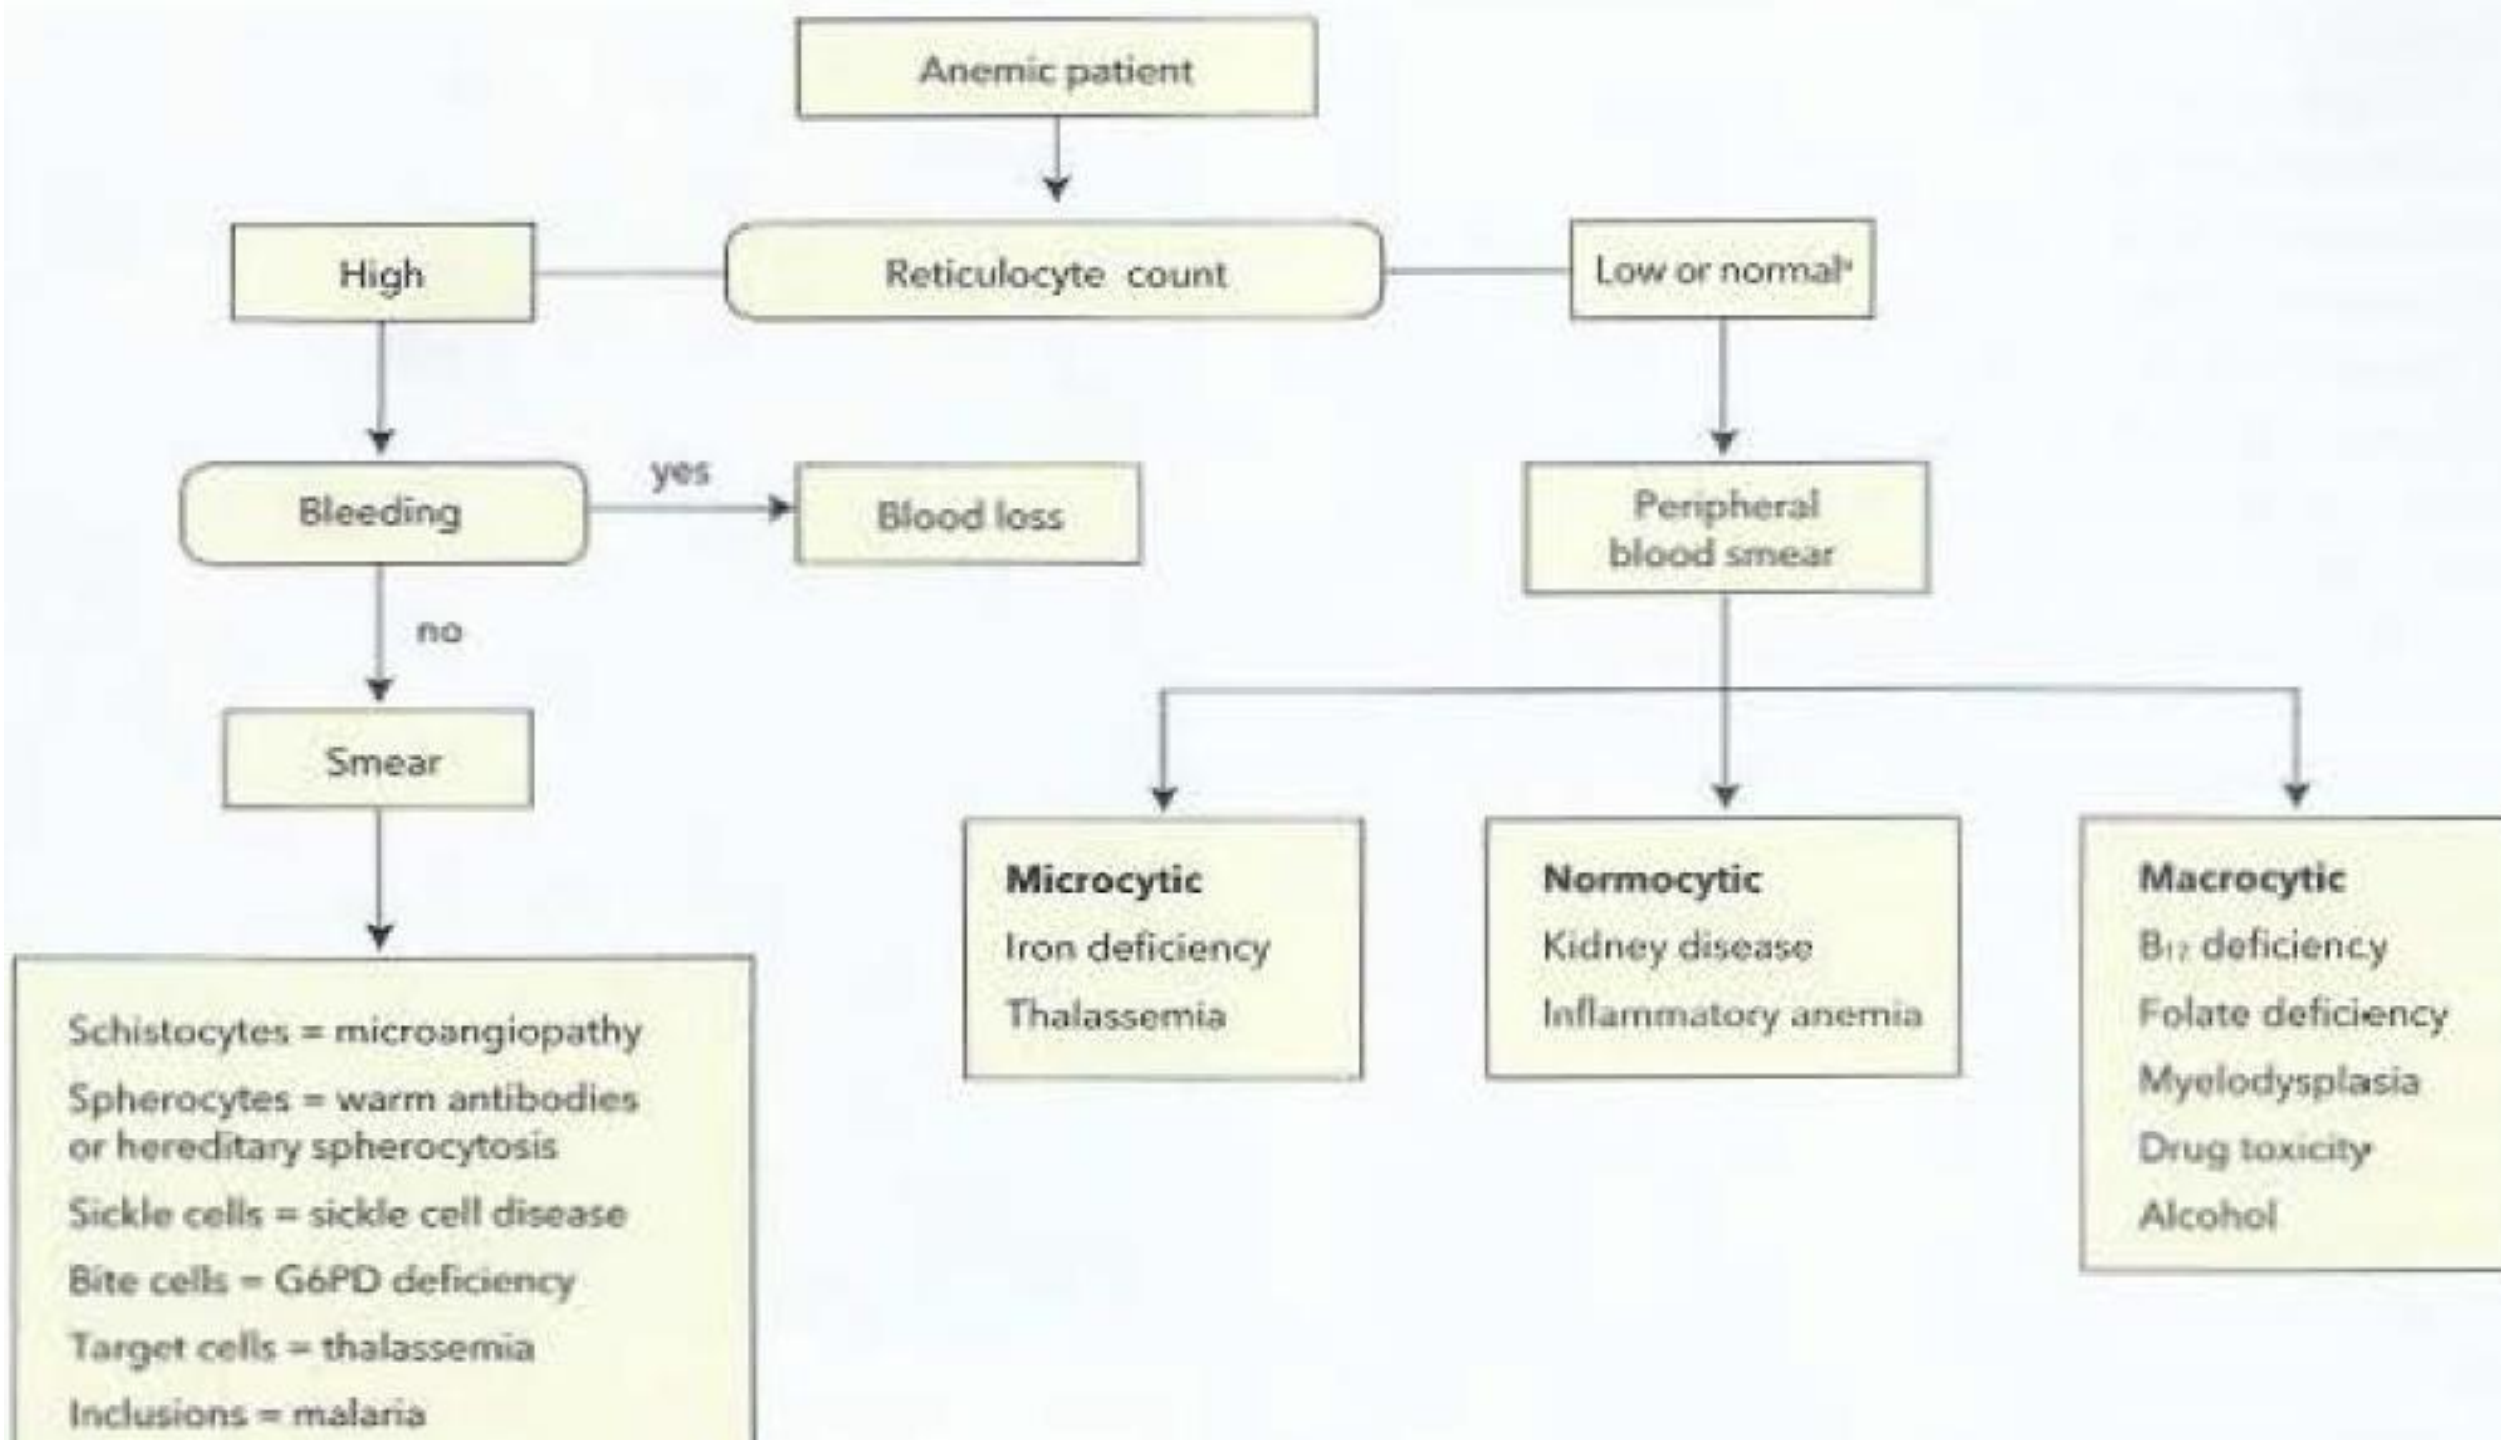 Anemic patient
High
Reticulocyte count
Low or normal
Bleeding
yes
Blood loss
Peripheral
blood smear
no
Smear
Microcytic
Iron deficiency
Thalassemia
Normocytic
Kidney disease
Inflammatory anemia
Macrocytic
B₁₂ deficiency
Folate deficiency
Myelodysplasia
Drug toxicity
Alcohol
Schistocytes = microangiopathy
Spherocytes = warm antibodies
or hereditary spherocytosis
Sickle cells = sickle cell disease
Bite cells = G6PD deficiency
Target cells = thalassemia
Inclusions = malaria